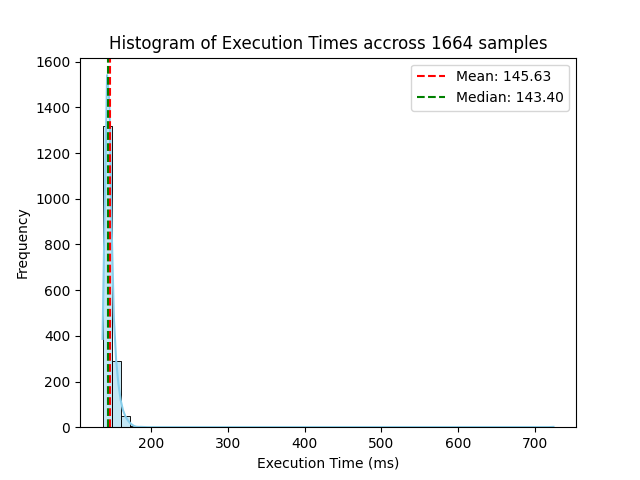 Histogram of Execution Times accross 1664 samples
Mean: 145.63
Median: 143.40
1600
1400
1200
1000
800
600
400
200
0
Frequency
200 300 400 500 600 700
Execution Time (ms)